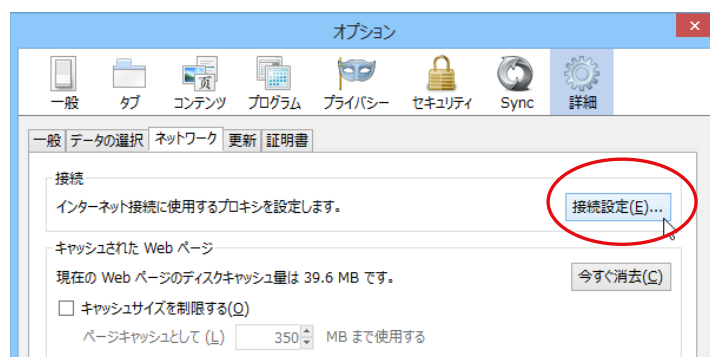 オプション
一般 タブ コンテンツ プログラム プライバシー セキュリティ Sync 詳細
一般 データの選択 ネットワーク 更新 証明書
接続
インターネット接続に使用するプロキシを設定します。 接続設定(E)...
キャッシュされた Web ページ
現在の Web ページのディスクキャッシュ量は 39.6 MB です。 今すぐ消去(C)
キャッシュサイズを制限する(O)
ページキャッシュとして (L) 350 MB まで使用する